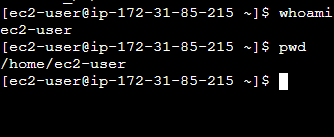 [ec2-user@ip-172-31-85-215 ~]$ whoami
ec2-user
[ec2-user@ip-172-31-85-215 ~]$ pwd
/home/ec2-user
[ec2-user@ip-172-31-85-215 ~]$